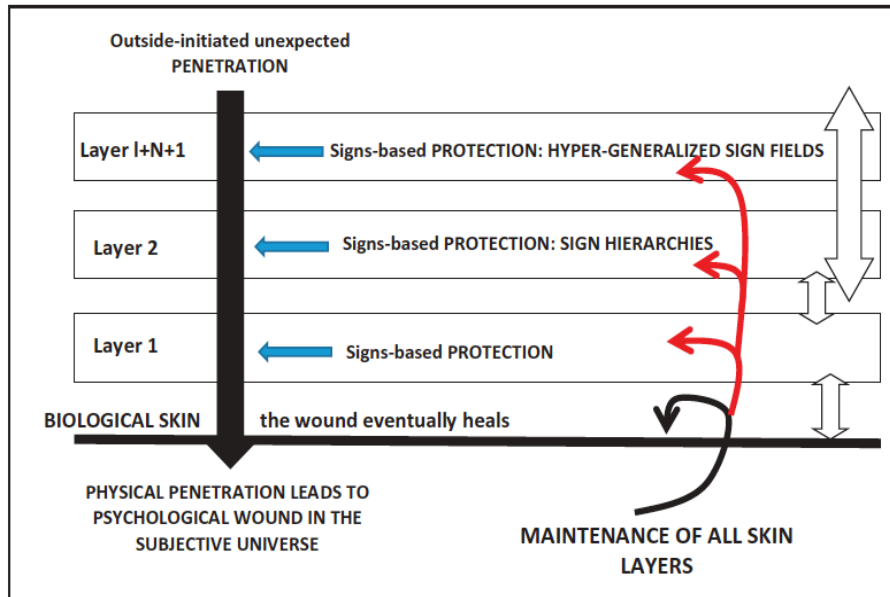 Outside-initiated unexpected
PENETRATION
Layer l+N+1
Signs-based PROTECTION: HYPER-GENERALIZED SIGN FIELDS
Layer 2
Signs-based PROTECTION: SIGN HIERARCHIES
Layer 1
Signs-based PROTECTION
BIOLOGICAL SKIN
the wound eventually heals
PHYSICAL PENETRATION LEADS TO
PSYCHOLOGICAL WOUND IN THE
SUBJECTIVE UNIVERSE
MAINTENANCE OF ALL SKIN
LAYERS